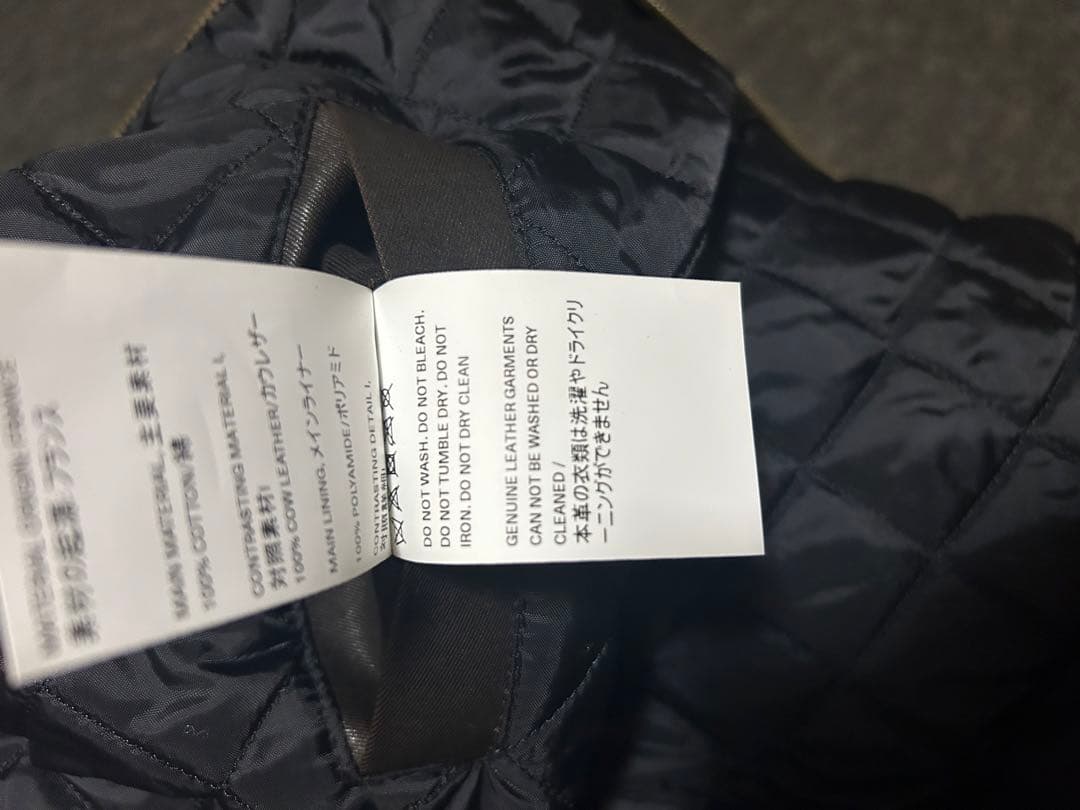 MATERIAL ORIGIN: FRANCE
素材の起源 フランス
MAIN MATERIAL, 主要素材
100% COTTON/綿
CONTRASTING MATERIAL I,
対照素材I
100% COW LEATHER/カウレザー
MAIN LINING, メインライナー
100% POLYAMIDE/ポリアミド
CONTRASTING DETAIL I,
DO NOT WASH. DO NOT BLEACH.
DO NOT TUMBLE DRY. DO NOT
IRON. DO NOT DRY CLEAN
GENUINE LEATHER GARMENTS
CAN NOT BE WASHED OR DRY
CLEANED /
本革の衣類は洗濯やドライクリ
ーニングができません